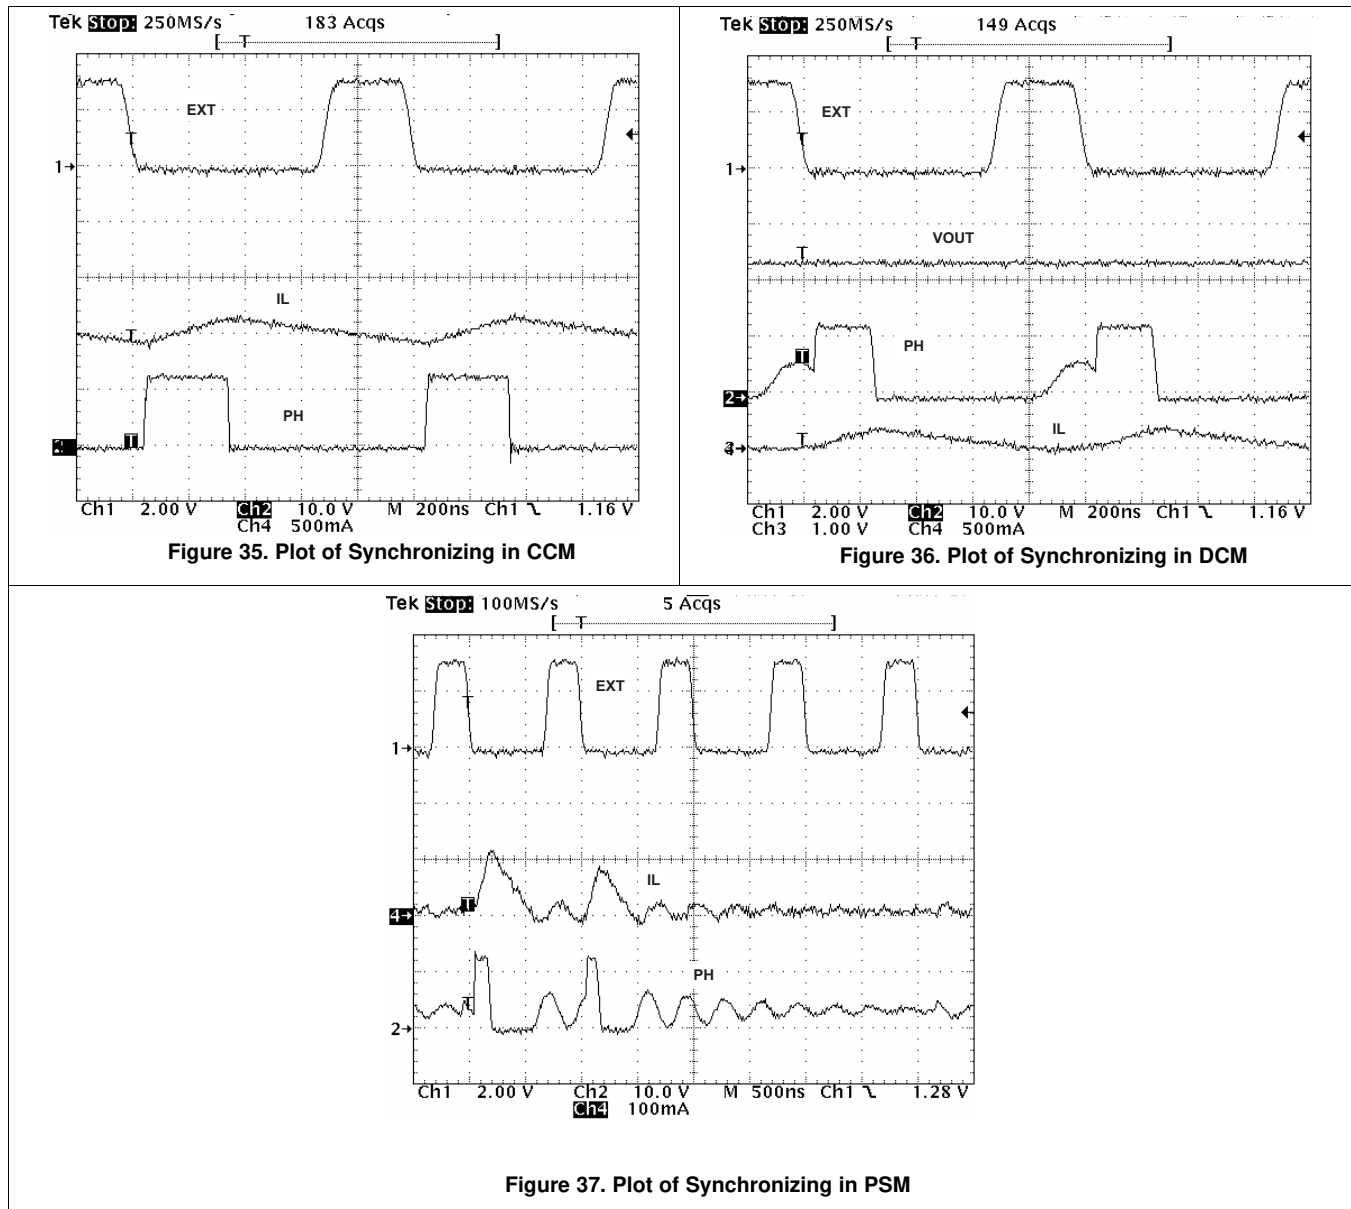 Tek Stop: 250MS/s 183 Acqs
[ T ]
EXT
T
1→
IL
T
PH
T
Ch1 2.00 V Ch2 10.0 V M 200ns Ch1 1.16 V
Ch4 500mA
Figure 35. Plot of Synchronizing in CCM
Tek Stop: 250MS/s 149 Acqs
[ T ]
EXT
T
1→
VOUT
T
PH
T
2→
IL
T
Ch1 2.00 V Ch2 10.0 V M 200ns Ch1 1.16 V
Ch3 1.00 V Ch4 500mA
Figure 36. Plot of Synchronizing in DCM
Tek Stop: 100MS/s 5 Acqs
[ T ]
EXT
T
1→
IL
T
4→
PH
T
2→
Ch1 2.00 V Ch2 10.0 V M 500ns Ch1 1.28 V
Ch4 100mA
Figure 37. Plot of Synchronizing in PSM